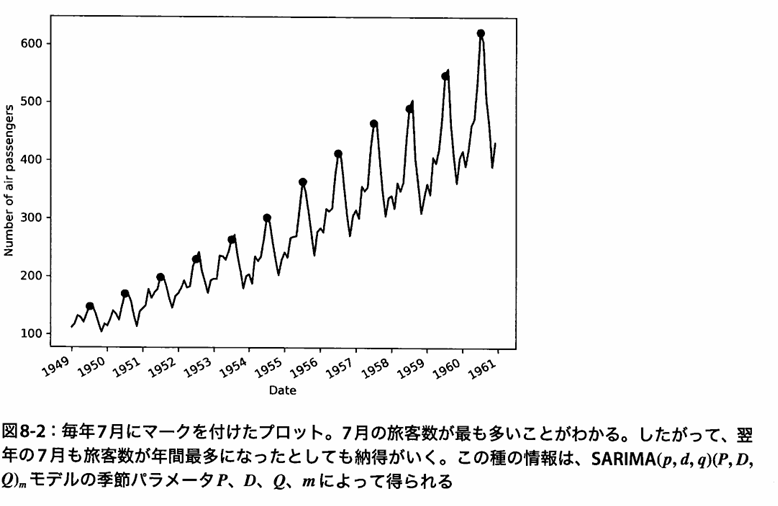 600
500
400
300
200
100
Number of air passengers
1949 1950 1951 1952 1953 1954 1955 1956 1957 1958 1959 1960 1961
Date
図8-2：毎年7月にマークを付けたプロット。7月の旅客数が最も多いことがわかる。したがって、翌
年の7月も旅客数が年間最多になったとしても納得がいく。この種の情報は、SARIMA(p, d, q)(P, D,
Q)m モデルの季節パラメータP、D、Q、mによって得られる